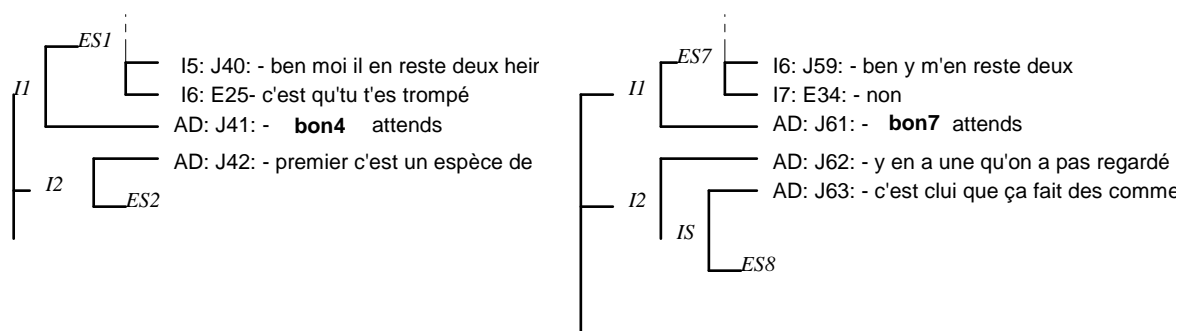 ES1
I5: J40: - ben moi il en reste deux hein
I1
I6: E25- c'est qu'tu t'es trompé
AD: J41: - bon4 attends
AD: J42: - premier c'est un espèce de
I2
ES2
ES7
I6: J59: - ben y m'en reste deux
I1
I7: E34: - non
AD: J61: - bon7 attends
AD: J62: - y en a une qu'on a pas regardé
I2
AD: J63: - c'est clui que ça fait des comme
IS
ES8